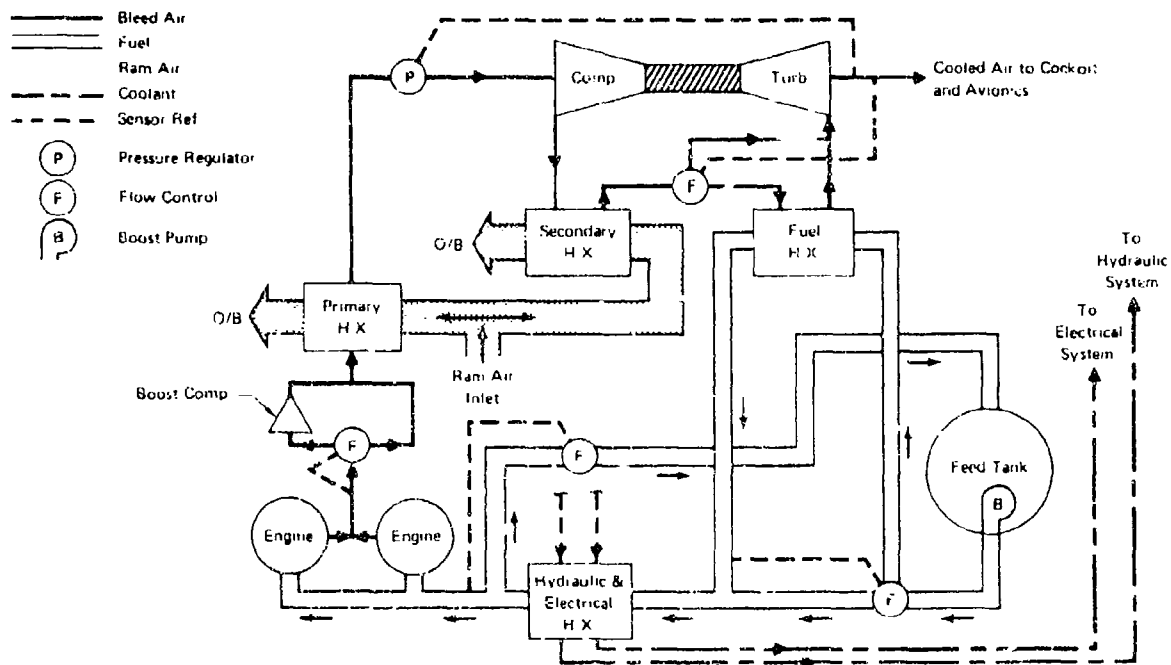 Bleed Air
Fuel
Ram Air
Coolant
Sensor Ref
P
Pressure Regulator
F
Flow Control
B
Boost Pump
P
Comp
Turb
Cooled Air to Cockpit
and Avionics
F
O/B
Secondary
H X
Fuel
H X
To
Hydraulic
System
O/B
Primary
H X
To
Electrical
System
Ram Air
Inlet
Boost Comp
F
F
Feed Tank
B
Engine
Engine
Hydraulic &
Electrical
H X
F